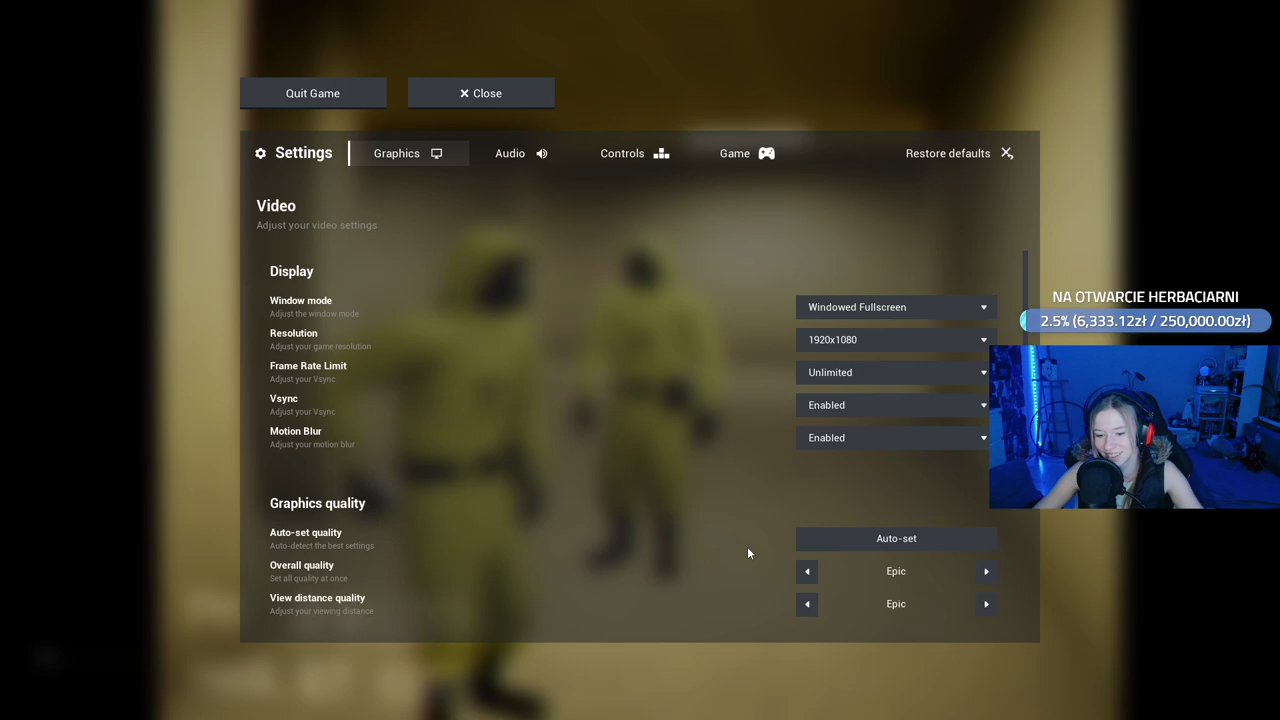 Quit Game
Close
Settings
Graphics
Audio
Controls
Game
Restore defaults
Video
Adjust your video settings
Display
Window mode
Adjust the window mode
Windowed Fullscreen
Resolution
Adjust your game resolution
1920x1080
Frame Rate Limit
Adjust your Vsync
Unlimited
Vsync
Adjust your Vsync
Enabled
Motion Blur
Adjust your motion blur
Enabled
Graphics quality
Auto-set quality
Auto-detect the best settings
Auto-set
Overall quality
Set all quality at once
Epic
View distance quality
Adjust your viewing distance
Epic
NA OTWARCIE HERBACIARNI
2.5% (6,333.12zł / 250,000.00zł)